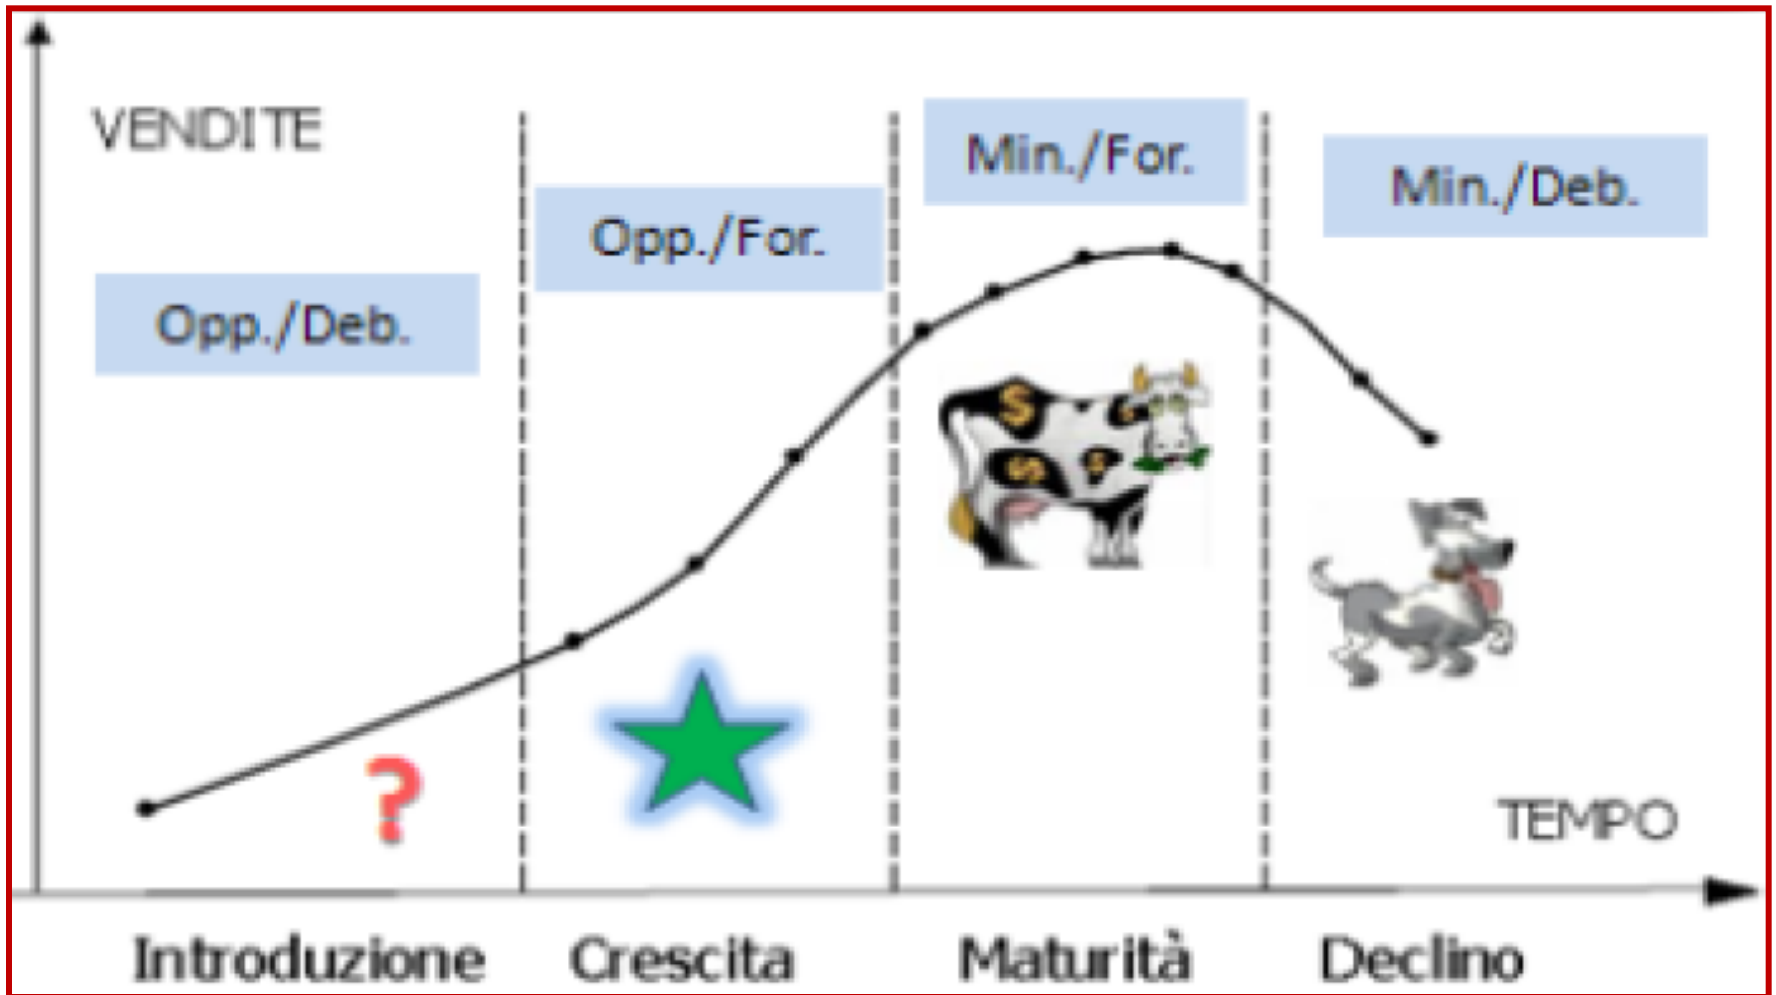 VENDITE
Opp./Deb.
Opp./For.
Min./For.
Min./Deb.
$
$
$
?
TEMPO
Introduzione
Crescita
Maturità
Declino